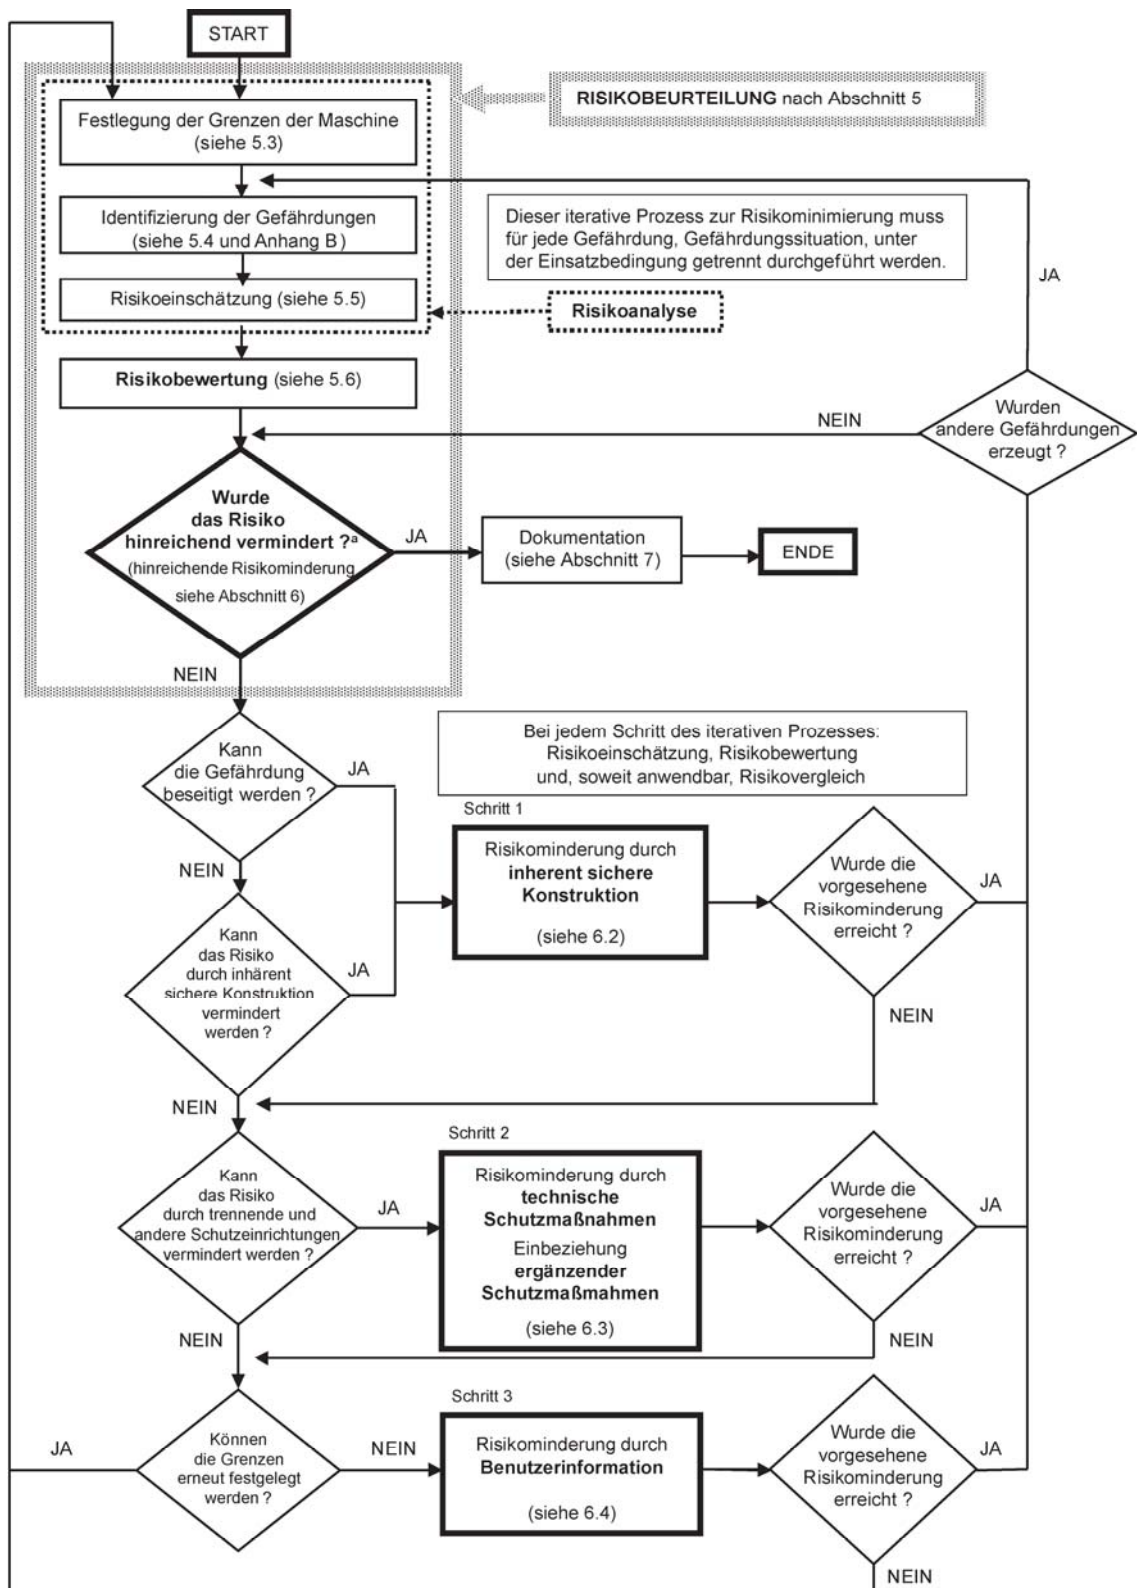 START
RISIKOBEURTEILUNG nach Abschnitt 5
Festlegung der Grenzen der Maschine
(siehe 5.3)
Identifizierung der Gefährdungen
(siehe 5.4 und Anhang B )
Dieser iterative Prozess zur Risikominimierung muss
für jede Gefährdung, Gefährdungssituation, unter
der Einsatzbedingung getrennt durchgeführt werden.
JA
Risikoeinschätzung (siehe 5.5)
Risikoanalyse
Risikobewertung (siehe 5.6)
NEIN
Wurden
andere Gefährdungen
erzeugt ?
Wurde
das Risiko
hinreichend vermindert ?ª
(hinreichende Risikominderung
siehe Abschnitt 6)
JA
Dokumentation
(siehe Abschnitt 7)
ENDE
NEIN
Kann
die Gefährdung
beseitigt werden ?
JA
Bei jedem Schritt des iterativen Prozesses:
Risikoeinschätzung, Risikobewertung
und, soweit anwendbar, Risikovergleich
Schritt 1
NEIN
Risikominderung durch
inherent sichere
Konstruktion
(siehe 6.2)
Wurde die
vorgesehene
Risikominderung
erreicht ?
JA
Kann
das Risiko
durch inhärent
sichere Konstruktion
vermindert
werden ?
JA
NEIN
NEIN
Schritt 2
Kann
das Risiko
durch trennende und
andere Schutzeinrichtungen
vermindert werden ?
JA
Risikominderung durch
technische
Schutzmaßnahmen
Einbeziehung
ergänzender
Schutzmaßmahmen
(siehe 6.3)
Wurde die
vorgesehene
Risikominderung
erreicht ?
JA
NEIN
NEIN
Schritt 3
JA
Können
die Grenzen
erneut festgelegt
werden ?
NEIN
Risikominderung durch
Benutzerinformation
(siehe 6.4)
Wurde die
vorgesehene
Risikominderung
erreicht ?
JA
NEIN